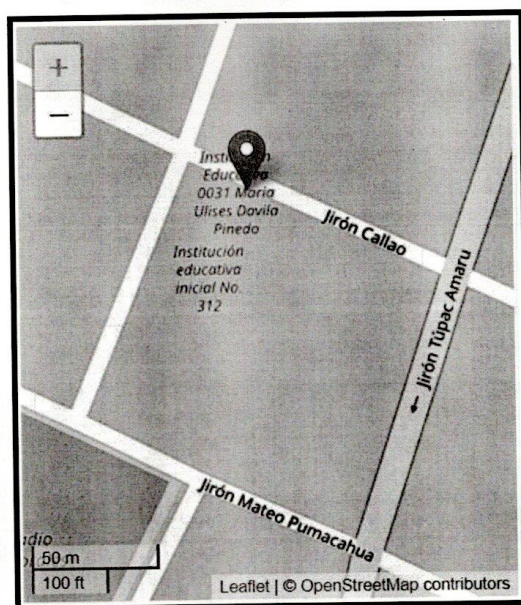 +
−
Institución
Educativa
0031 Maria
Ulises Davila
Pinedo
Institución
educativa
inicial No.
312
Jirón Callao
Jirón Túpac Amaru
Jirón Mateo Pumacahua
50 m
100 ft
Leaflet | © OpenStreetMap contributors